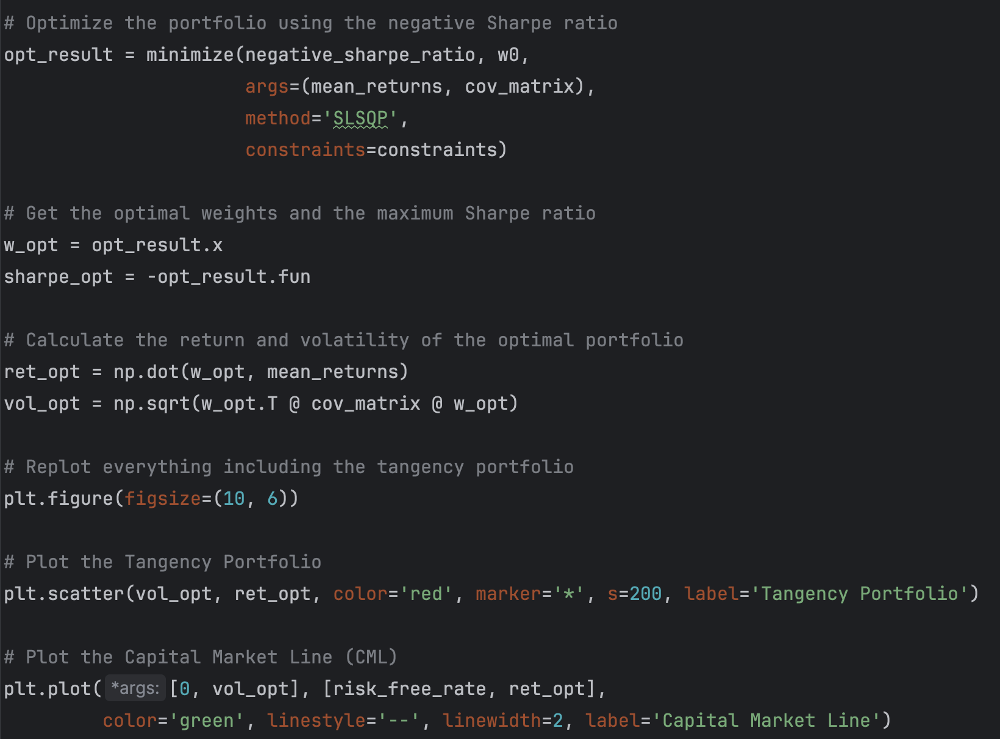 # Optimize the portfolio using the negative Sharpe ratio
opt_result = minimize(negative_sharpe_ratio, w0,
                      args=(mean_returns, cov_matrix),
                      method='SLSQP',
                      constraints=constraints)

# Get the optimal weights and the maximum Sharpe ratio
w_opt = opt_result.x
sharpe_opt = -opt_result.fun

# Calculate the return and volatility of the optimal portfolio
ret_opt = np.dot(w_opt, mean_returns)
vol_opt = np.sqrt(w_opt.T @ cov_matrix @ w_opt)

# Replot everything including the tangency portfolio
plt.figure(figsize=(10, 6))

# Plot the Tangency Portfolio
plt.scatter(vol_opt, ret_opt, color='red', marker='*', s=200, label='Tangency Portfolio')

# Plot the Capital Market Line (CML)
plt.plot( *args: [0, vol_opt], [risk_free_rate, ret_opt],
         color='green', linestyle='--', linewidth=2, label='Capital Market Line')